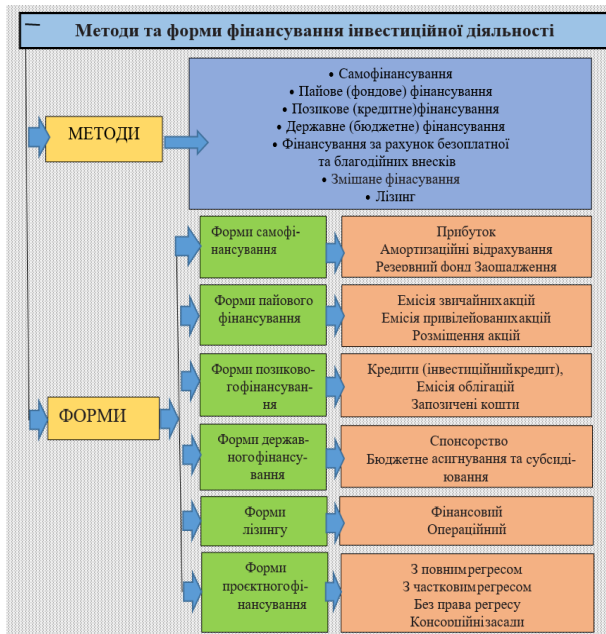 Методи та форми фінансування інвестиційної діяльності
МЕТОДИ
• Самофінансування
• Пайове (фондове) фінансування
• Позикове (кредитне)фінансування
• Державне (бюджетне) фінансування
• Фінансування за рахунок безоплатної
та благодійних внесків
• Змішане фінасування
• Лізинг
ФОРМИ
Форми самофі-
нансування
Прибуток
Амортизаційні відрахування
Резервний фонд Заощадження
Форми пайового
фінансування
Емісія звичайнихакцій
Емісія привілейованихакцій
Розміщення акцій
Форми позиково-
гофінансуван-
ня
Кредити (інвестиційнийкредит),
Емісія облігацій
Запозичені кошти
Форми держав-
ногофінансу-
вання
Спонсорство
Бюджетне асигнування та субсиді-
ювання
Форми
лізингу
Фінансовий
Операційний
Форми
проєктногофі-
нансування
З повнимрегресом
З частковимрегресом
Без права регресу
Консорційнізасади